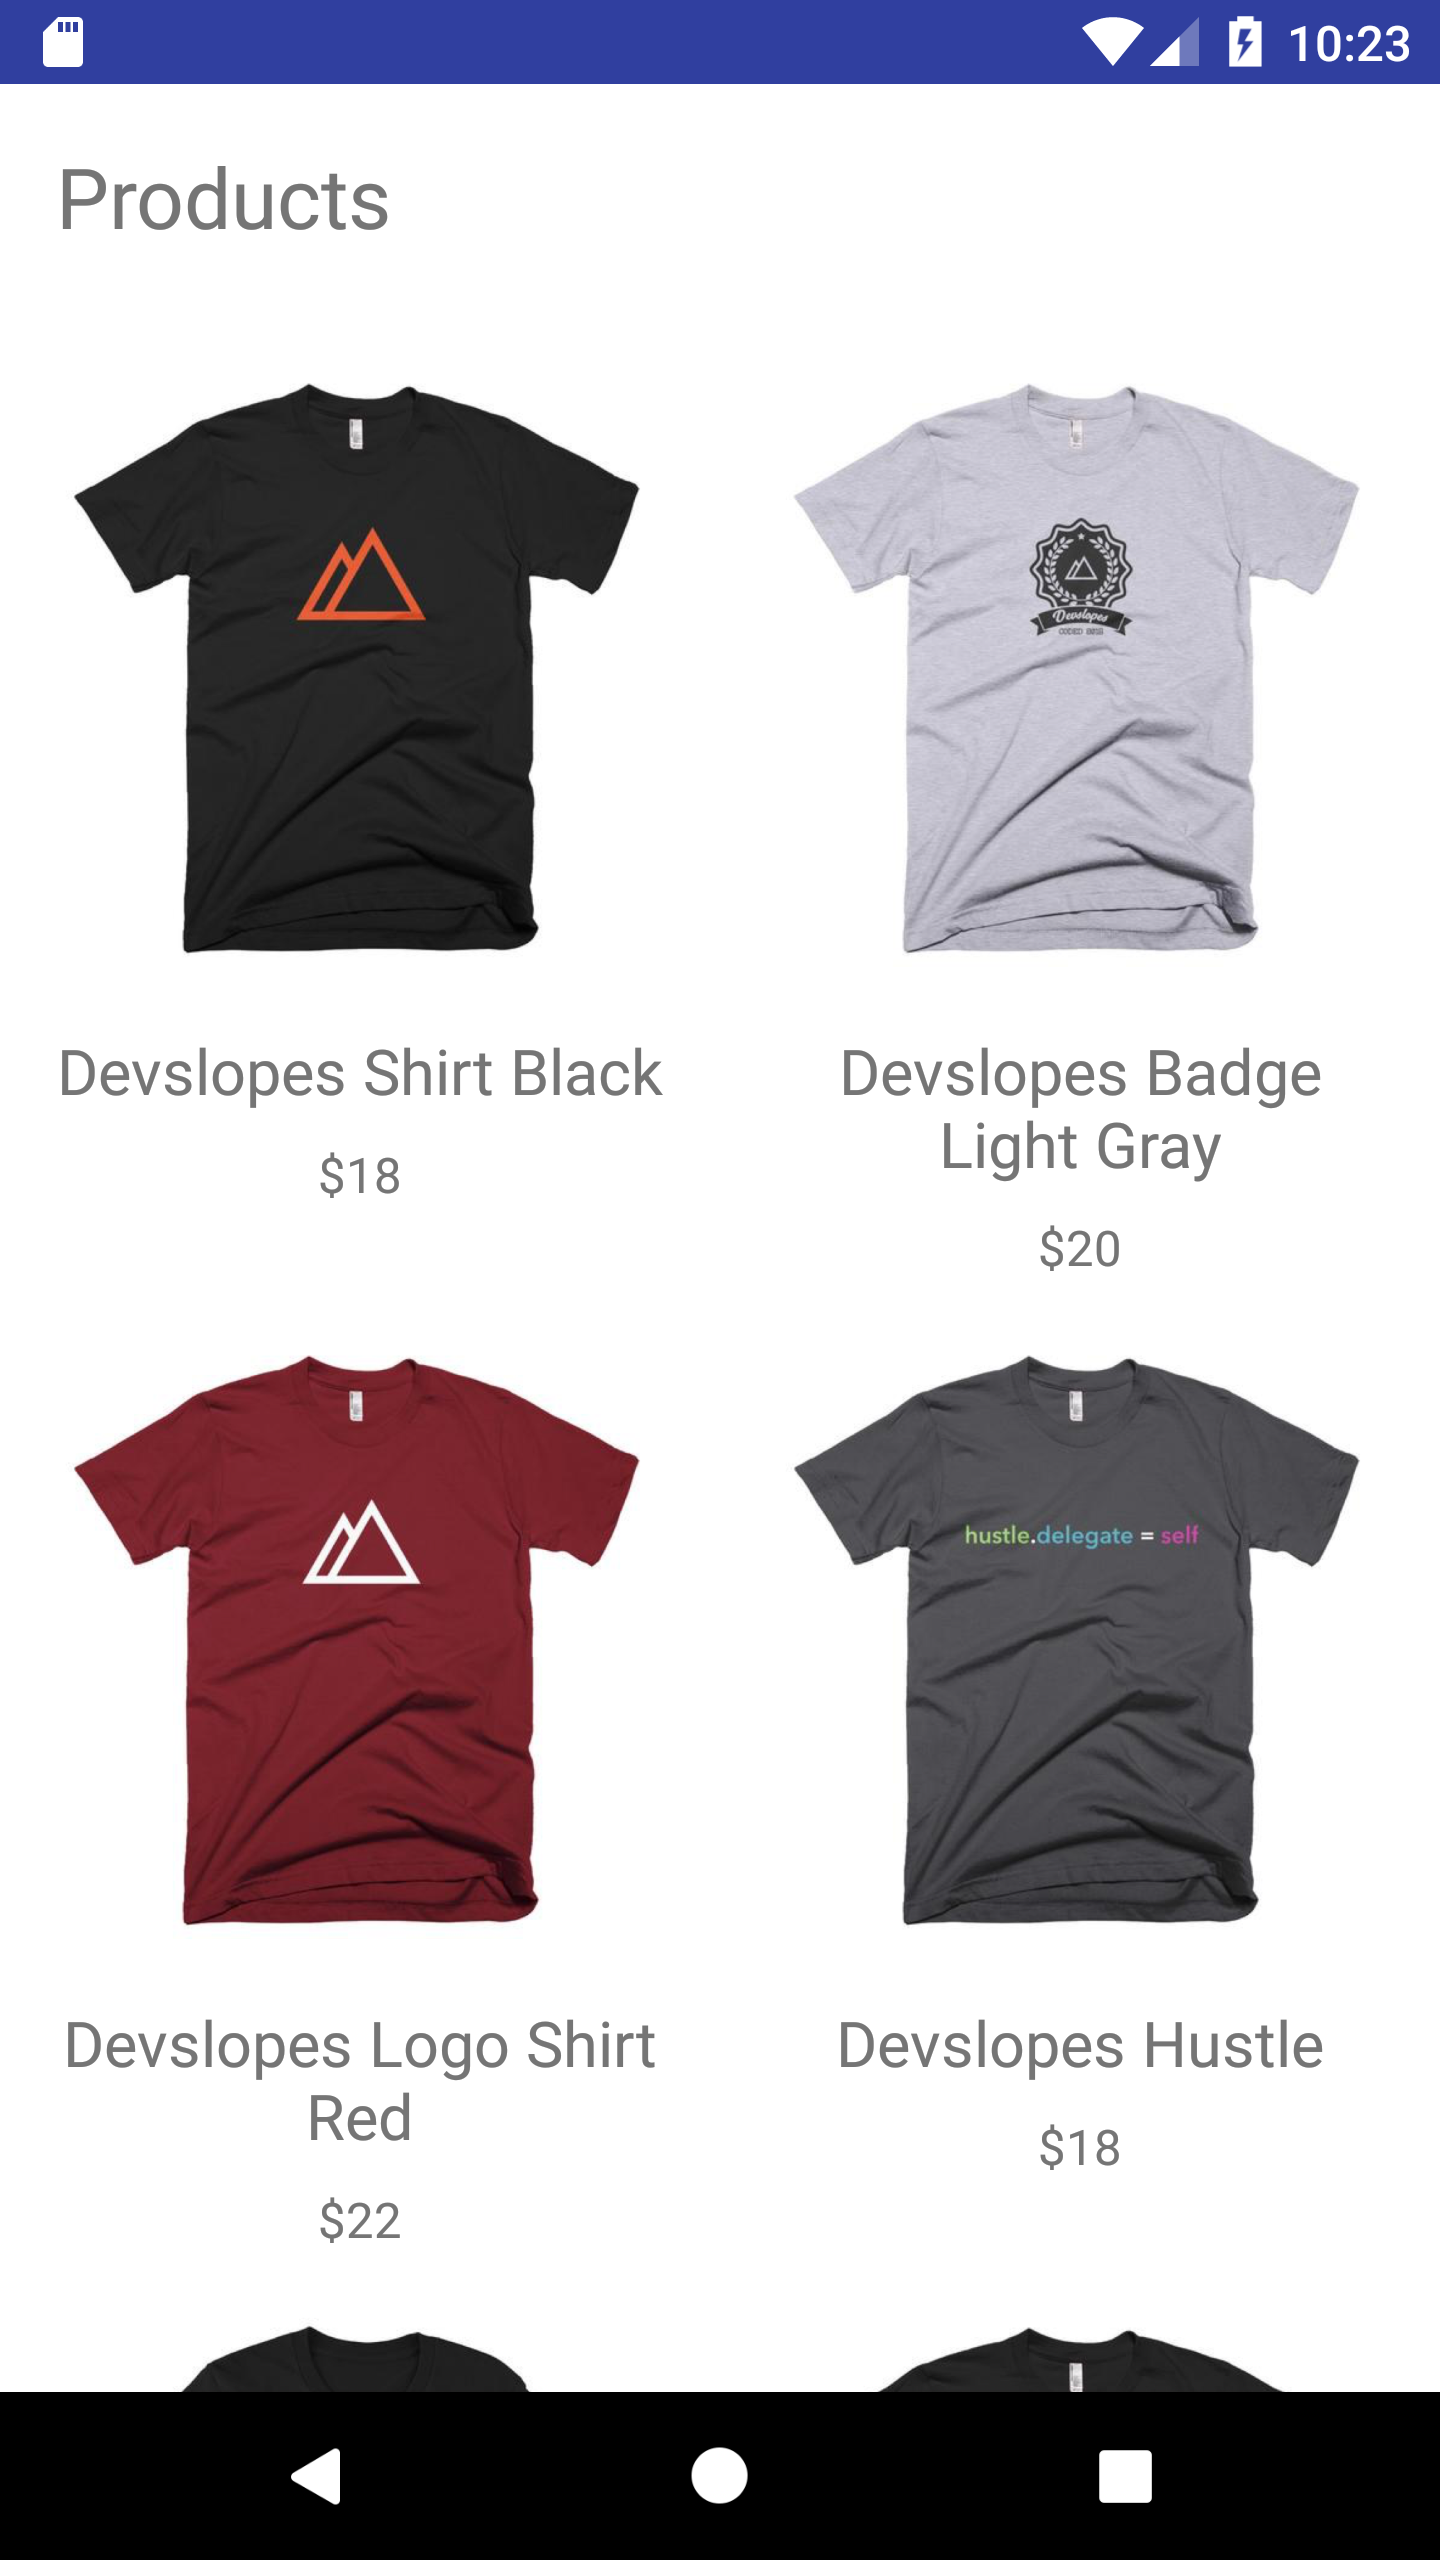 10:23
Products
Devslopes
Devslopes Shirt Black
$18
Devslopes Badge
Light Gray
$20
hustle.delegate = self
Devslopes Logo Shirt
Red
$22
Devslopes Hustle
$18